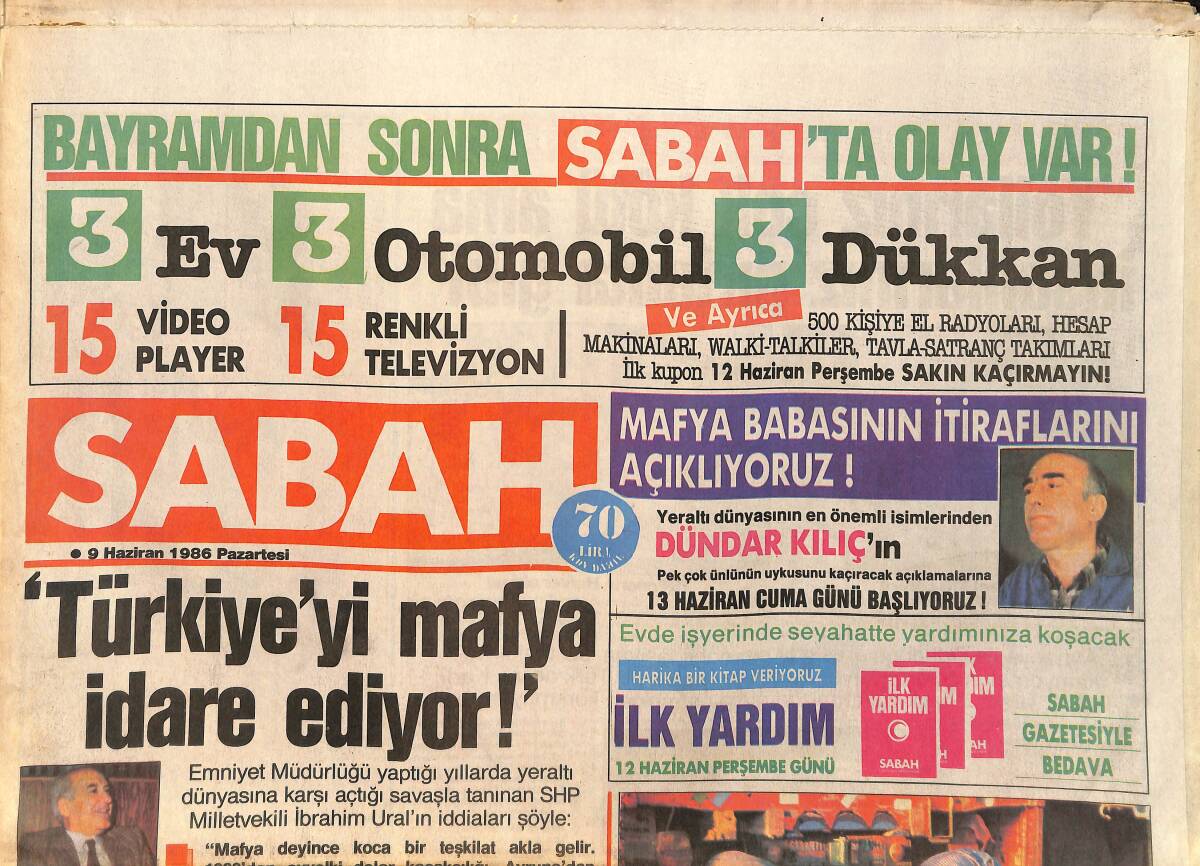 BAYRAMDAN SONRA SABAH'TA OLAY VAR!
3 Ev 3 Otomobil 3 Dükkan
15 VİDEO PLAYER
15 RENKLİ TELEVİZYON
Ve Ayrıca
500 KİŞİYE EL RADYOLARI, HESAP
MAKİNALARI, WALKİ-TALKİLER, TAVLA-SATRANÇ TAKIMLARI
İlk kupon 12 Haziran Perşembe SAKIN KAÇIRMAYIN!
SABAH
70
LİRA
KDV DAHİL
● 9 Haziran 1986 Pazartesi
MAFYA BABASININ İTİRAFLARINI
AÇIKLIYORUZ !
Yeraltı dünyasının en önemli isimlerinden
DÜNDAR KILIÇ'ın
Pek çok ünlünün uykusunu kaçıracak açıklamalarına
13 HAZİRAN CUMA GÜNÜ BAŞLIYORUZ !
Evde işyerinde seyahatte yardımınıza koşacak
HARİKA BİR KİTAP VERİYORUZ
İLK YARDIM
12 HAZİRAN PERŞEMBE GÜNÜ
İLK
YARDIM
SABAH
SABAH
GAZETESİYLE
BEDAVA
'Türkiye'yi mafya
idare ediyor!'
Emniyet Müdürlüğü yaptığı yıllarda yeraltı
dünyasına karşı açtığı savaşla tanınan SHP
Milletvekili İbrahim Ural'ın iddiaları şöyle:
"Mafya deyince koca bir teşkilat akla gelir.